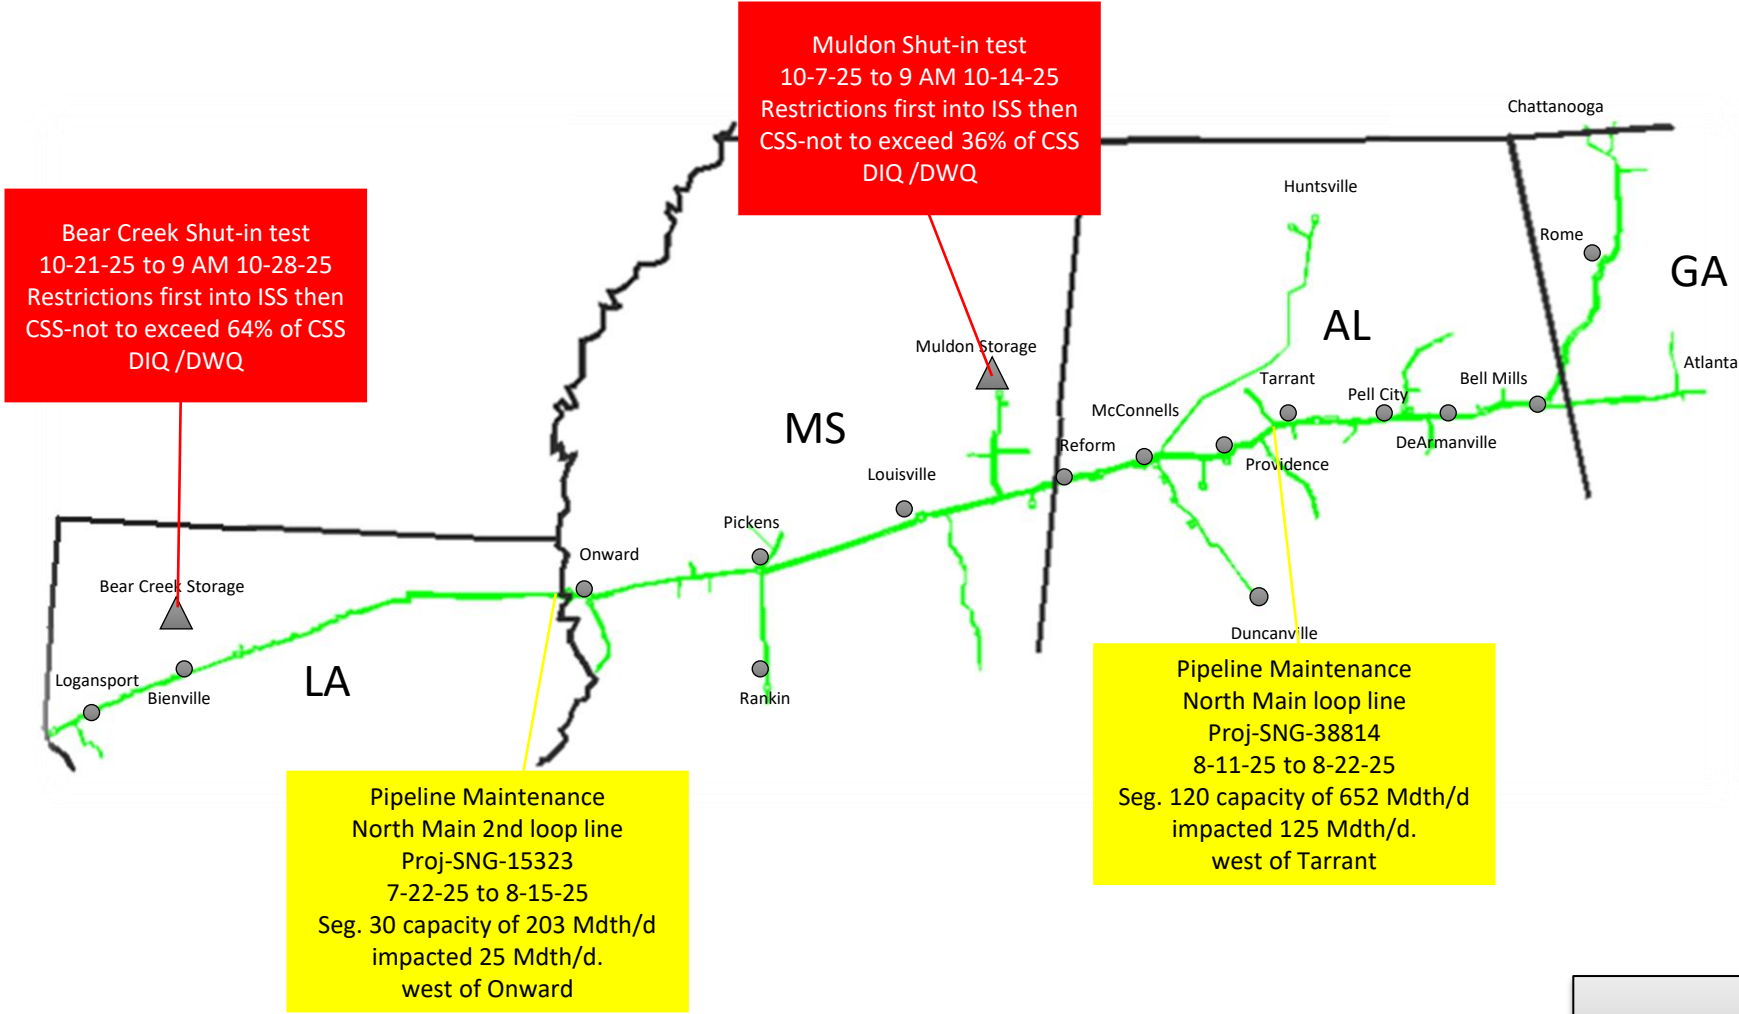 Muldon Shut-in test
10-7-25 to 9 AM 10-14-25
Restrictions first into ISS then
CSS-not to exceed 36% of CSS
DIQ /DWQ
Bear Creek Shut-in test
10-21-25 to 9 AM 10-28-25
Restrictions first into ISS then
CSS-not to exceed 64% of CSS
DIQ /DWQ
Chattanooga
Huntsville
Rome
GA
AL
Muldon Storage
Tarrant
Pell City
Bell Mills
Atlanta
MS
McConnells
Reform
DeArmanville
Providence
Louisville
Pickens
Onward
Bear Creek Storage
Duncanville
Logansport
Bienville
LA
Rankin
Pipeline Maintenance
North Main loop line
Proj-SNG-38814
8-11-25 to 8-22-25
Seg. 120 capacity of 652 Mdth/d
impacted 125 Mdth/d.
west of Tarrant
Pipeline Maintenance
North Main 2nd loop line
Proj-SNG-15323
7-22-25 to 8-15-25
Seg. 30 capacity of 203 Mdth/d
impacted 25 Mdth/d.
west of Onward